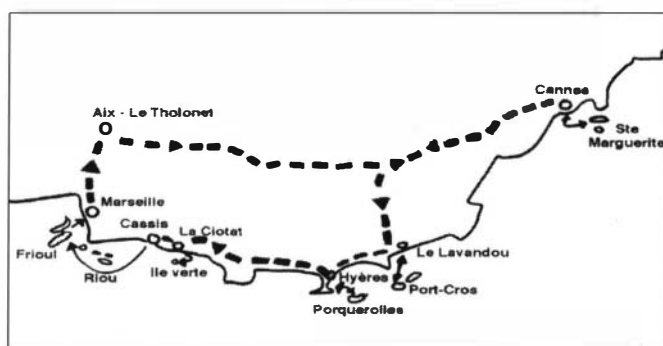 Cannes
Aix - Le Tholonet
Ste
Marguerite
Marseille
Cassis
La Ciotat
Le Lavandou
Frioul
Riou
Ile verte
Hyères
Port-Cros
Porquerolles